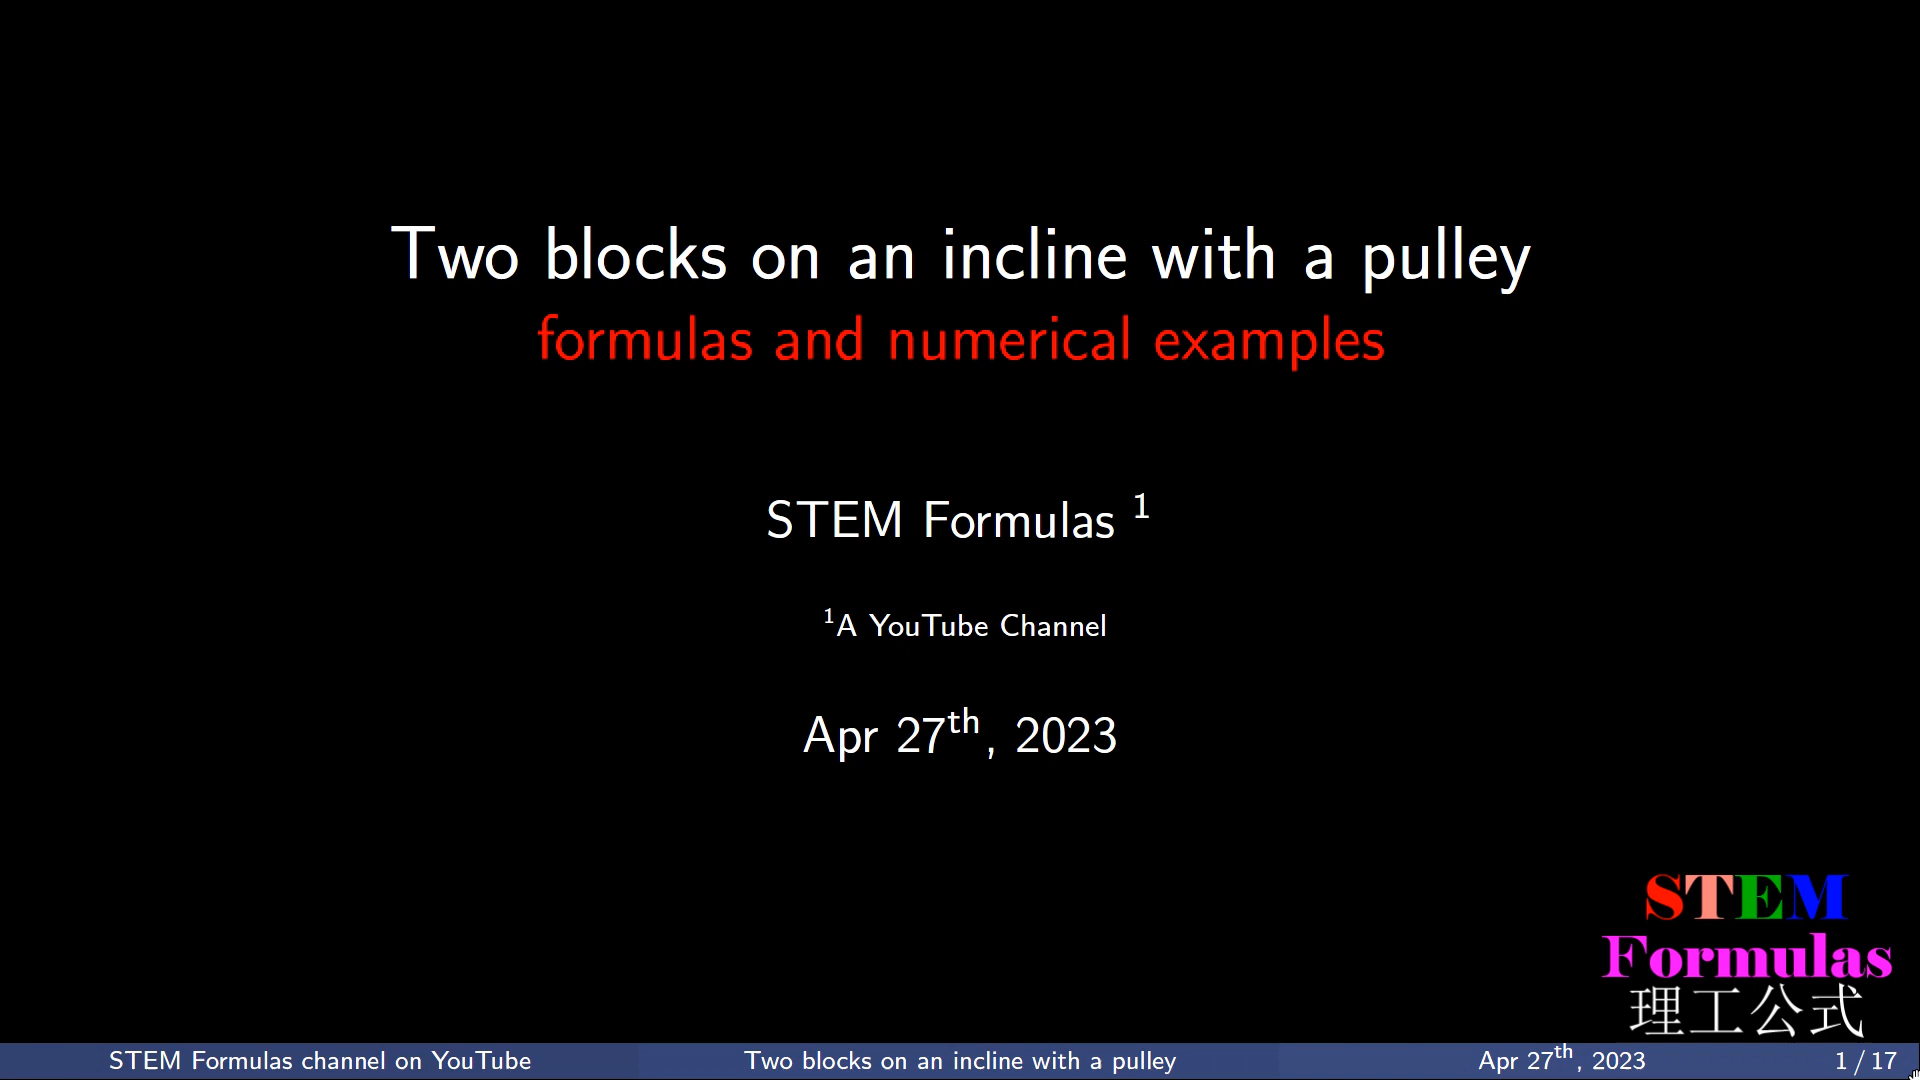 Two blocks on an incline with a pulley
formulas and numerical examples
STEM Formulas ¹
¹A YouTube Channel
Apr 27ᵗʰ, 2023
STEM
Formulas
理工公式
STEM Formulas channel on YouTube Two blocks on an incline with a pulley Apr 27ᵗʰ, 2023 1 / 17